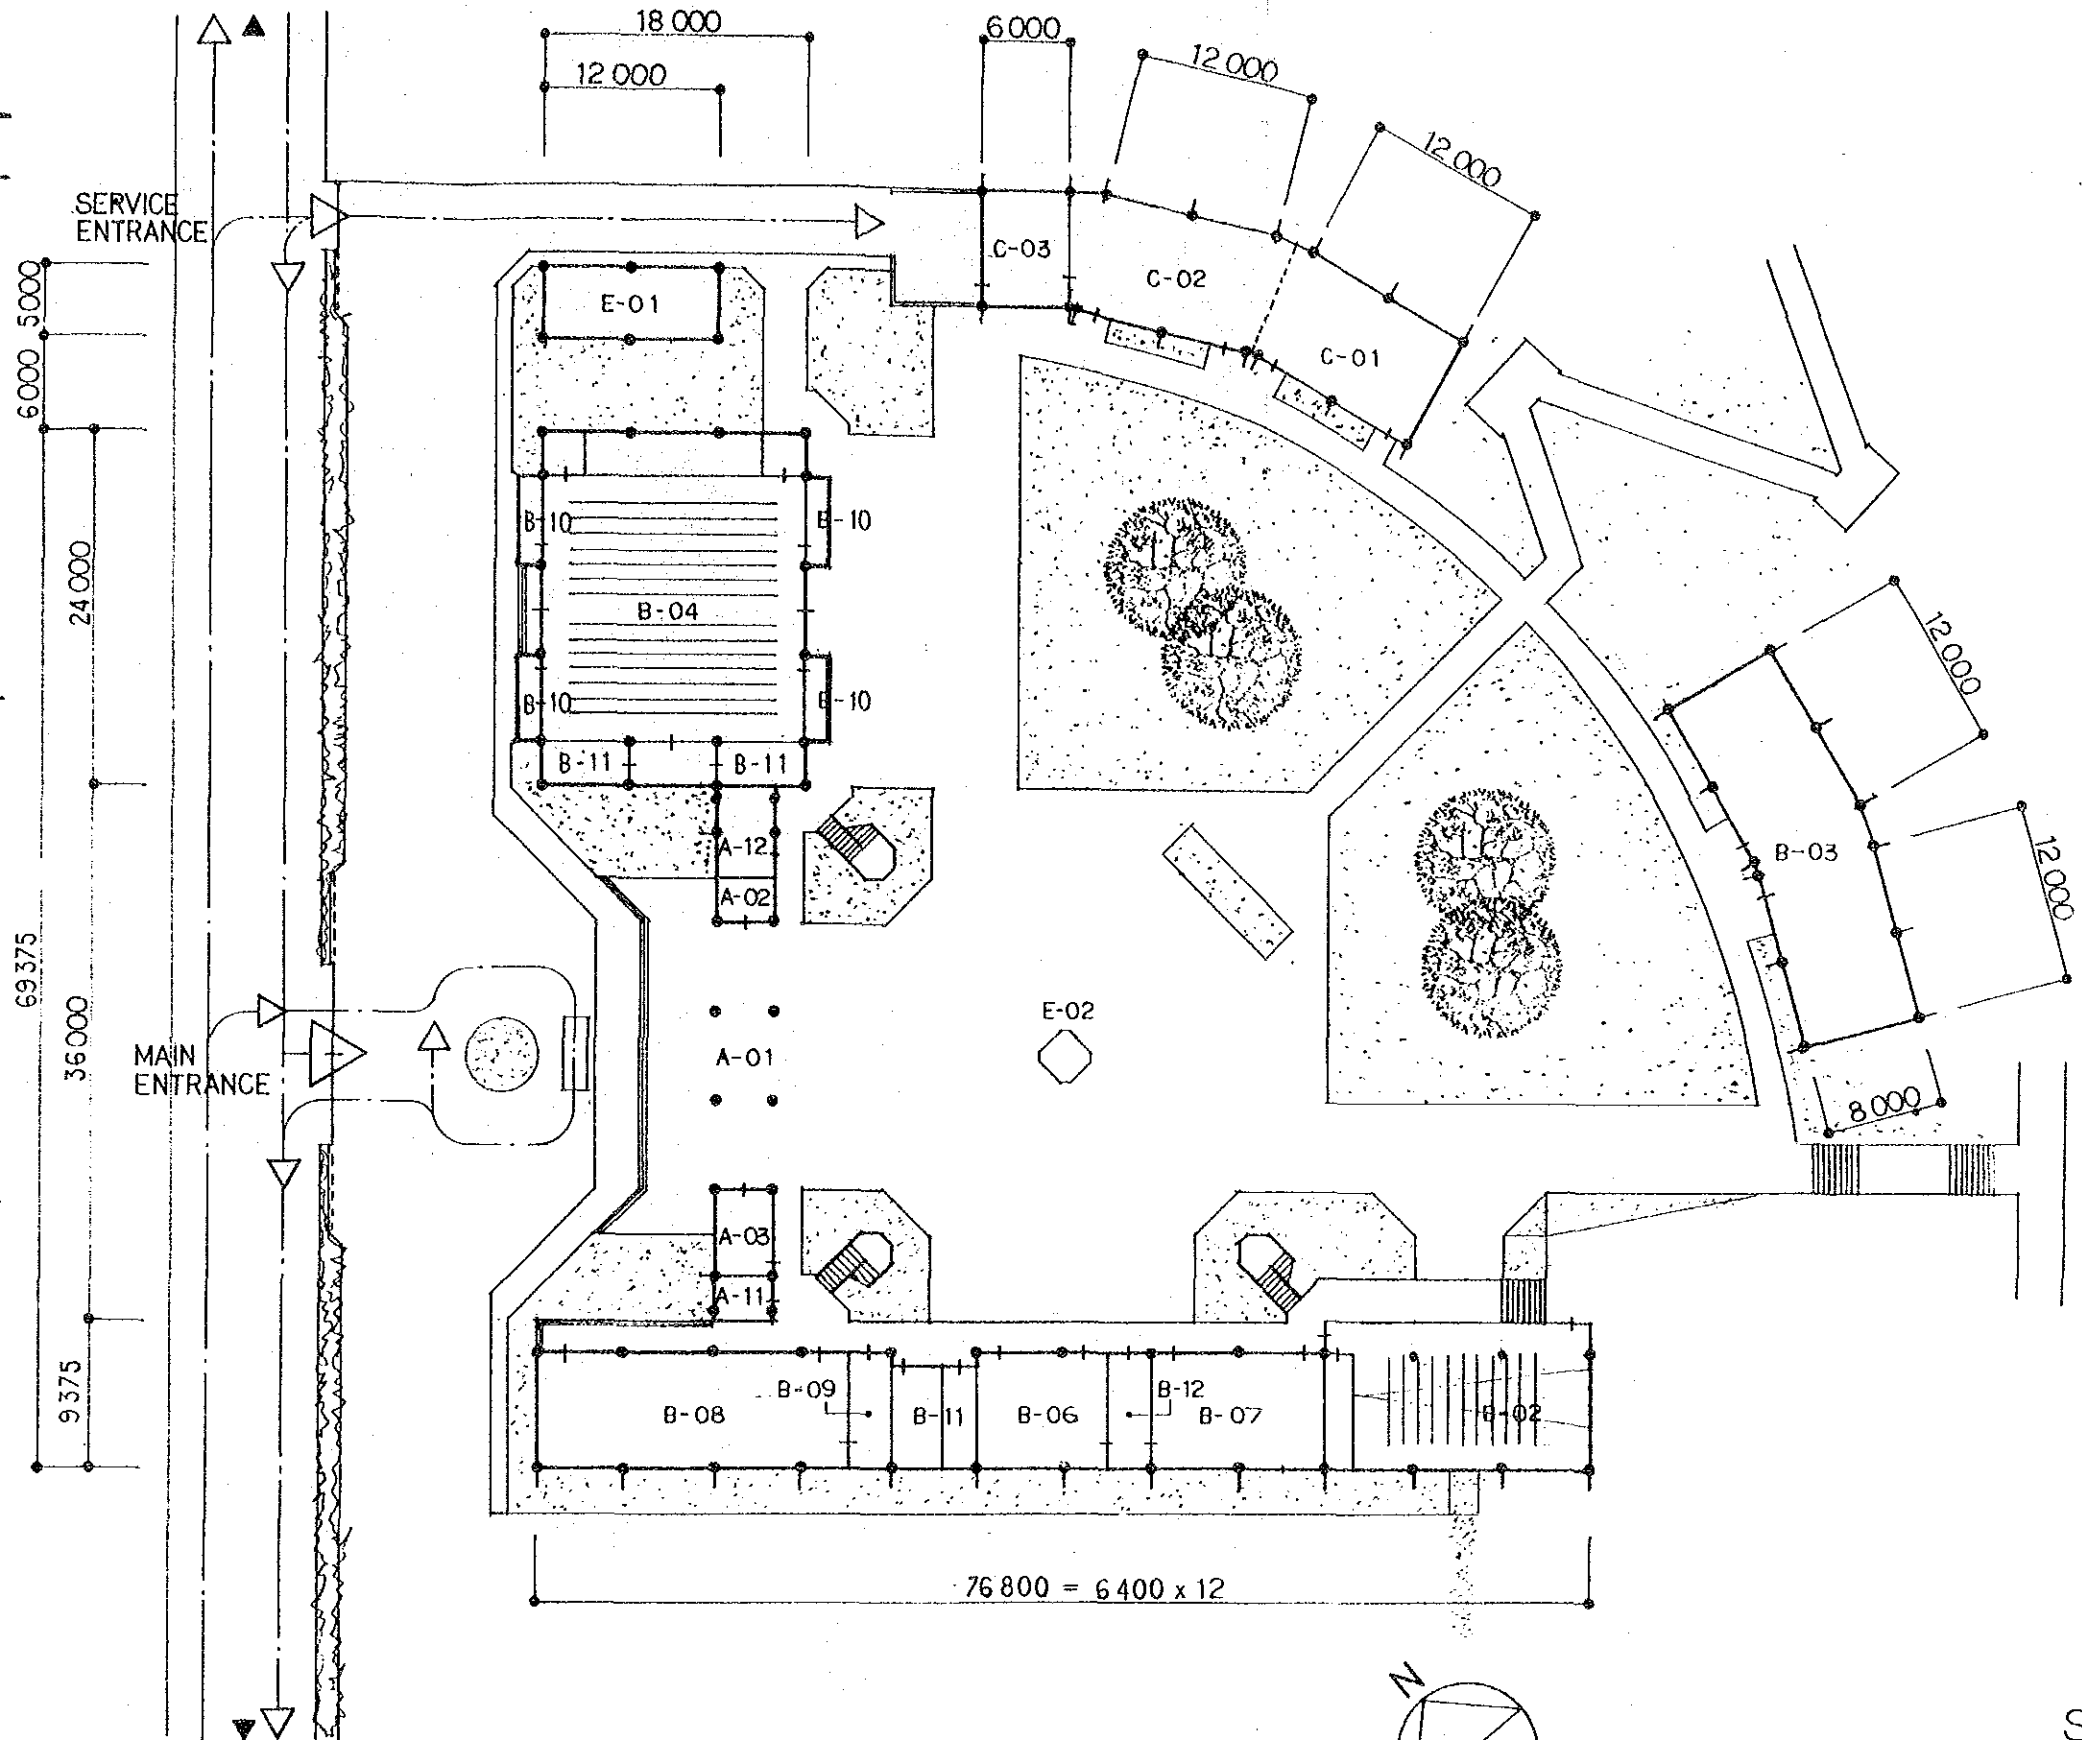 18 000
6 000
12 000
12 000
12 000
SERVICE
ENTRANCE
C-03
C-02
E-01
5000
6000
C-01
B-10
B-10
24 000
B-04
12 000
B-10
B-10
B-11
B-11
A-12
B-03
12 000
A-02
69375
36000
E-02
MAIN
ENTRANCE
A-01
8 000
A-03
A-11
9375
B-09
B-12
B-08
B-11
B-06
B-07
B-02
76 800 = 6 400 x 12
N
S